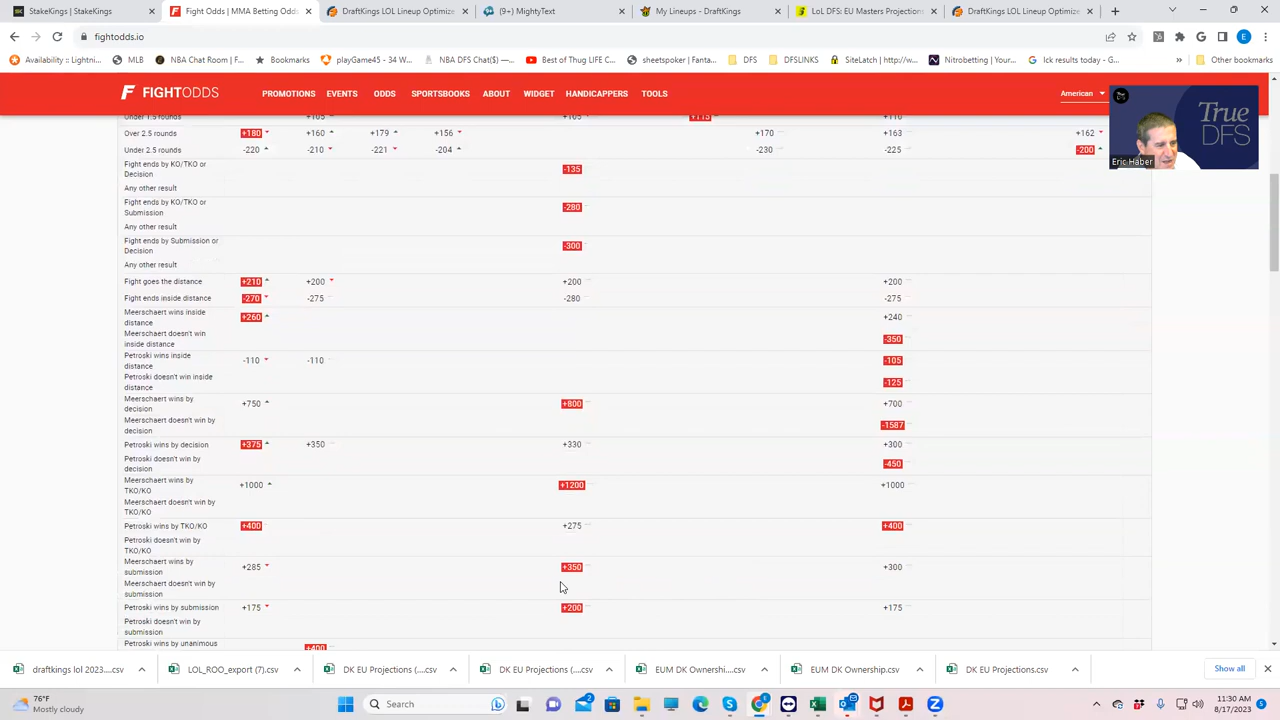 StakeKings | StakeKings
Fight Odds | MMA Betting Odds
DraftKings LOL Lineup Optimizer
(9+) MightyText
My Lineups - DraftKings
LoL DFS: EU Masters Projections
DraftKings LOL Lineup Optimize
fightodds.io
Availability :: Lightni...
MLB
NBA Chat Room | F...
Bookmarks
playGame45 - 34 W...
NBA DFS Chat($) -...
Best of Thug LIFE C...
sheetspoker | Fanta...
DFS
DFSLINKS
SiteLatch | http://w...
Nitrobetting | Your...
Ick results today - G...
Other bookmarks
FIGHTODDS
PROMOTIONS EVENTS ODDS SPORTSBOOKS ABOUT WIDGET HANDICAPPERS TOOLS
American
True
DFS
Eric Haber
Under 1.5 rounds +105 +105 +115 +110
Over 2.5 rounds +180 +160 +179 +156 +170 +163 +162
Under 2.5 rounds -220 -210 -221 -204 -230 -225 -200
Fight ends by KO/TKO or
Decision -135
Any other result
Fight ends by KO/TKO or
Submission -280
Any other result
Fight ends by Submission or
Decision -300
Any other result
Fight goes the distance +210 +200 +200 +200
Fight ends inside distance -270 -275 -280 -275
Meerschaert wins inside
distance +260 +240
Meerschaert doesn't win
inside distance -350
Petroski wins inside
distance -110 -110 -105
Petroski doesn't win inside
distance -125
Meerschaert wins by
decision +750 +800 +700
Meerschaert doesn't win by
decision -1587
Petroski wins by decision +375 +350 +330 +300
Petroski doesn't win by
decision -450
Meerschaert wins by
TKO/KO +1000 +1200 +1000
Meerschaert doesn't win by
TKO/KO
Petroski wins by TKO/KO +400 +275 +400
Petroski doesn't win by
TKO/KO
Meerschaert wins by
submission +285 +350 +300
Meerschaert doesn't win by
submission
Petroski wins by submission +175 +200 +175
Petroski doesn't win by
submission
Petroski wins by unanimous +400
draftkings lol 2023....csv
LOL_ROO_export (7).csv
DK EU Projections (....csv
DK EU Projections (....csv
EUM DK Ownershi....csv
EUM DK Ownership.csv
DK EU Projections.csv
Show all
76°F
Mostly cloudy
Search
11:30 AM
8/17/2023